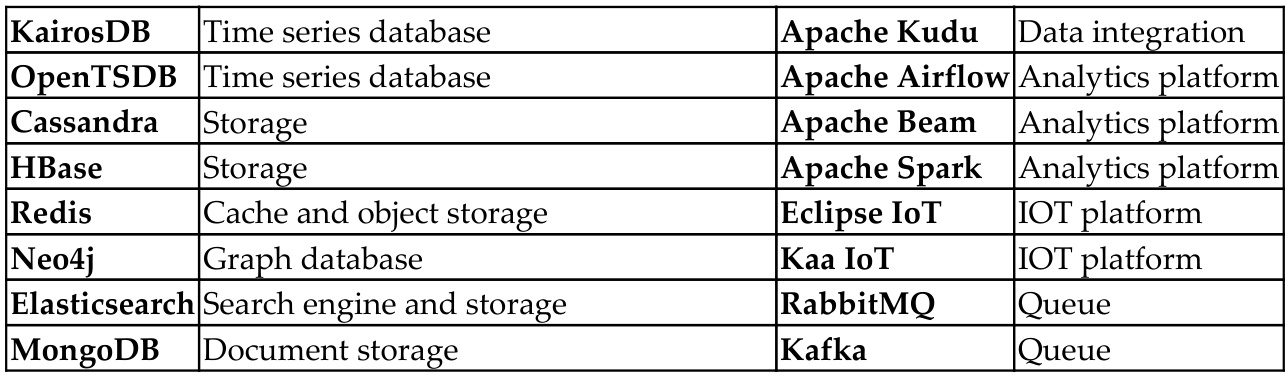 KairosDB Time series database Apache Kudu Data integration
OpenTSDB Time series database Apache Airflow Analytics platform
Cassandra Storage Apache Beam Analytics platform
HBase Storage Apache Spark Analytics platform
Redis Cache and object storage Eclipse IoT IOT platform
Neo4j Graph database Kaa IoT IOT platform
Elasticsearch Search engine and storage RabbitMQ Queue
MongoDB Document storage Kafka Queue